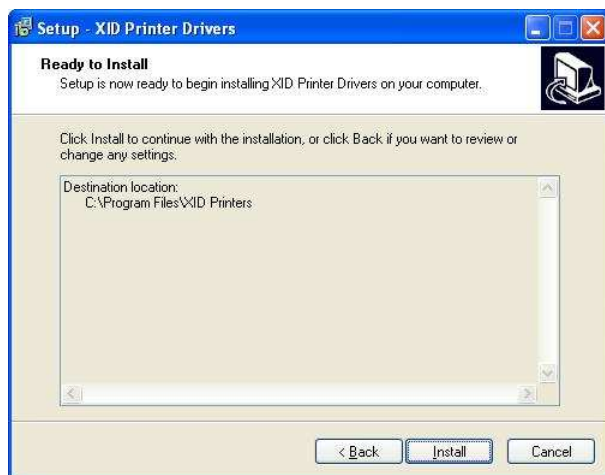 Setup - XID Printer Drivers
Ready to Install
Setup is now ready to begin installing XID Printer Drivers on your computer.
Click Install to continue with the installation, or click Back if you want to review or
change any settings.
Destination location:
C:\Program Files\XID Printers
< Back
Install
Cancel